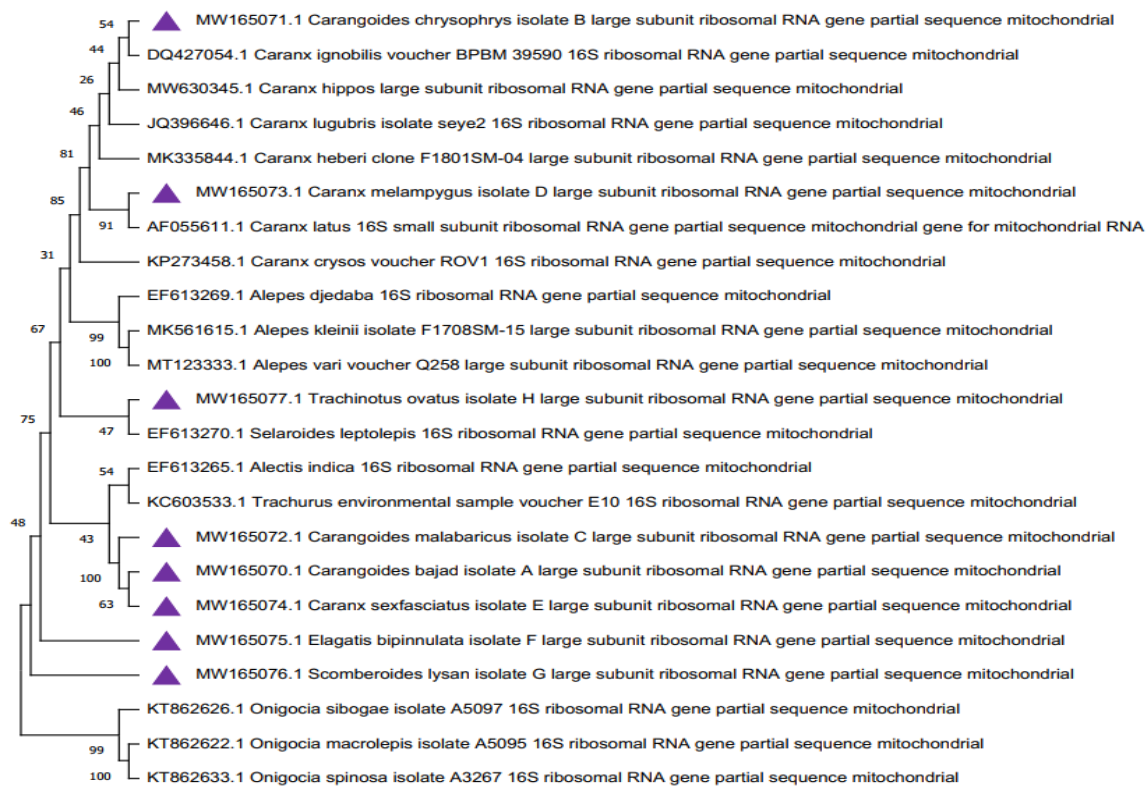 54
MW165071.1 Carangoides chrysophrys isolate B large subunit ribosomal RNA gene partial sequence mitochondrial
44
DQ427054.1 Caranx ignobilis voucher BPBM 39590 16S ribosomal RNA gene partial sequence mitochondrial
26
MW630345.1 Caranx hippos large subunit ribosomal RNA gene partial sequence mitochondrial
46
JQ396646.1 Caranx lugubris isolate seye2 16S ribosomal RNA gene partial sequence mitochondrial
81
MK335844.1 Caranx heberi clone F1801SM-04 large subunit ribosomal RNA gene partial sequence mitochondrial
85
MW165073.1 Caranx melampygus isolate D large subunit ribosomal RNA gene partial sequence mitochondrial
91
AF055611.1 Caranx latus 16S small subunit ribosomal RNA gene partial sequence mitochondrial gene for mitochondrial RNA
31
KP273458.1 Caranx crysos voucher ROV1 16S ribosomal RNA gene partial sequence mitochondrial
EF613269.1 Alepes djedaba 16S ribosomal RNA gene partial sequence mitochondrial
67
99
MK561615.1 Alepes kleinii isolate F1708SM-15 large subunit ribosomal RNA gene partial sequence mitochondrial
100
MT123333.1 Alepes vari voucher Q258 large subunit ribosomal RNA gene partial sequence mitochondrial
MW165077.1 Trachinotus ovatus isolate H large subunit ribosomal RNA gene partial sequence mitochondrial
75
47
EF613270.1 Selaroides leptolepis 16S ribosomal RNA gene partial sequence mitochondrial
54
EF613265.1 Alectis indica 16S ribosomal RNA gene partial sequence mitochondrial
KC603533.1 Trachurus environmental sample voucher E10 16S ribosomal RNA gene partial sequence mitochondrial
48
43
MW165072.1 Carangoides malabaricus isolate C large subunit ribosomal RNA gene partial sequence mitochondrial
100
MW165070.1 Carangoides bajad isolate A large subunit ribosomal RNA gene partial sequence mitochondrial
63
MW165074.1 Caranx sexfasciatus isolate E large subunit ribosomal RNA gene partial sequence mitochondrial
MW165075.1 Elagatis bipinnulata isolate F large subunit ribosomal RNA gene partial sequence mitochondrial
MW165076.1 Scomberoides lysan isolate G large subunit ribosomal RNA gene partial sequence mitochondrial
KT862626.1 Onigocia sibogae isolate A5097 16S ribosomal RNA gene partial sequence mitochondrial
99
KT862622.1 Onigocia macrolepis isolate A5095 16S ribosomal RNA gene partial sequence mitochondrial
100
KT862633.1 Onigocia spinosa isolate A3267 16S ribosomal RNA gene partial sequence mitochondrial